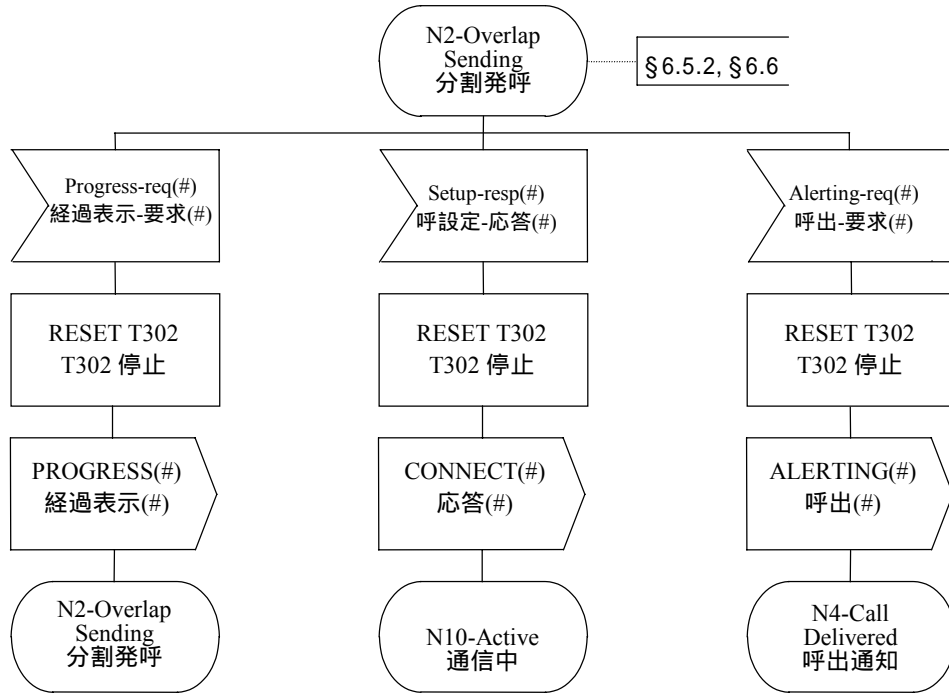 N2-Overlap
Sending
分割発呼
§6.5.2, §6.6
Progress-req(#)
経過表示-要求(#)
Setup-resp(#)
呼設定-応答(#)
Alerting-req(#)
呼出-要求(#)
RESET T302
T302 停止
RESET T302
T302 停止
RESET T302
T302 停止
PROGRESS(#)
経過表示(#)
CONNECT(#)
応答(#)
ALERTING(#)
呼出(#)
N2-Overlap
Sending
分割発呼
N10-Active
通信中
N4-Call
Delivered
呼出通知